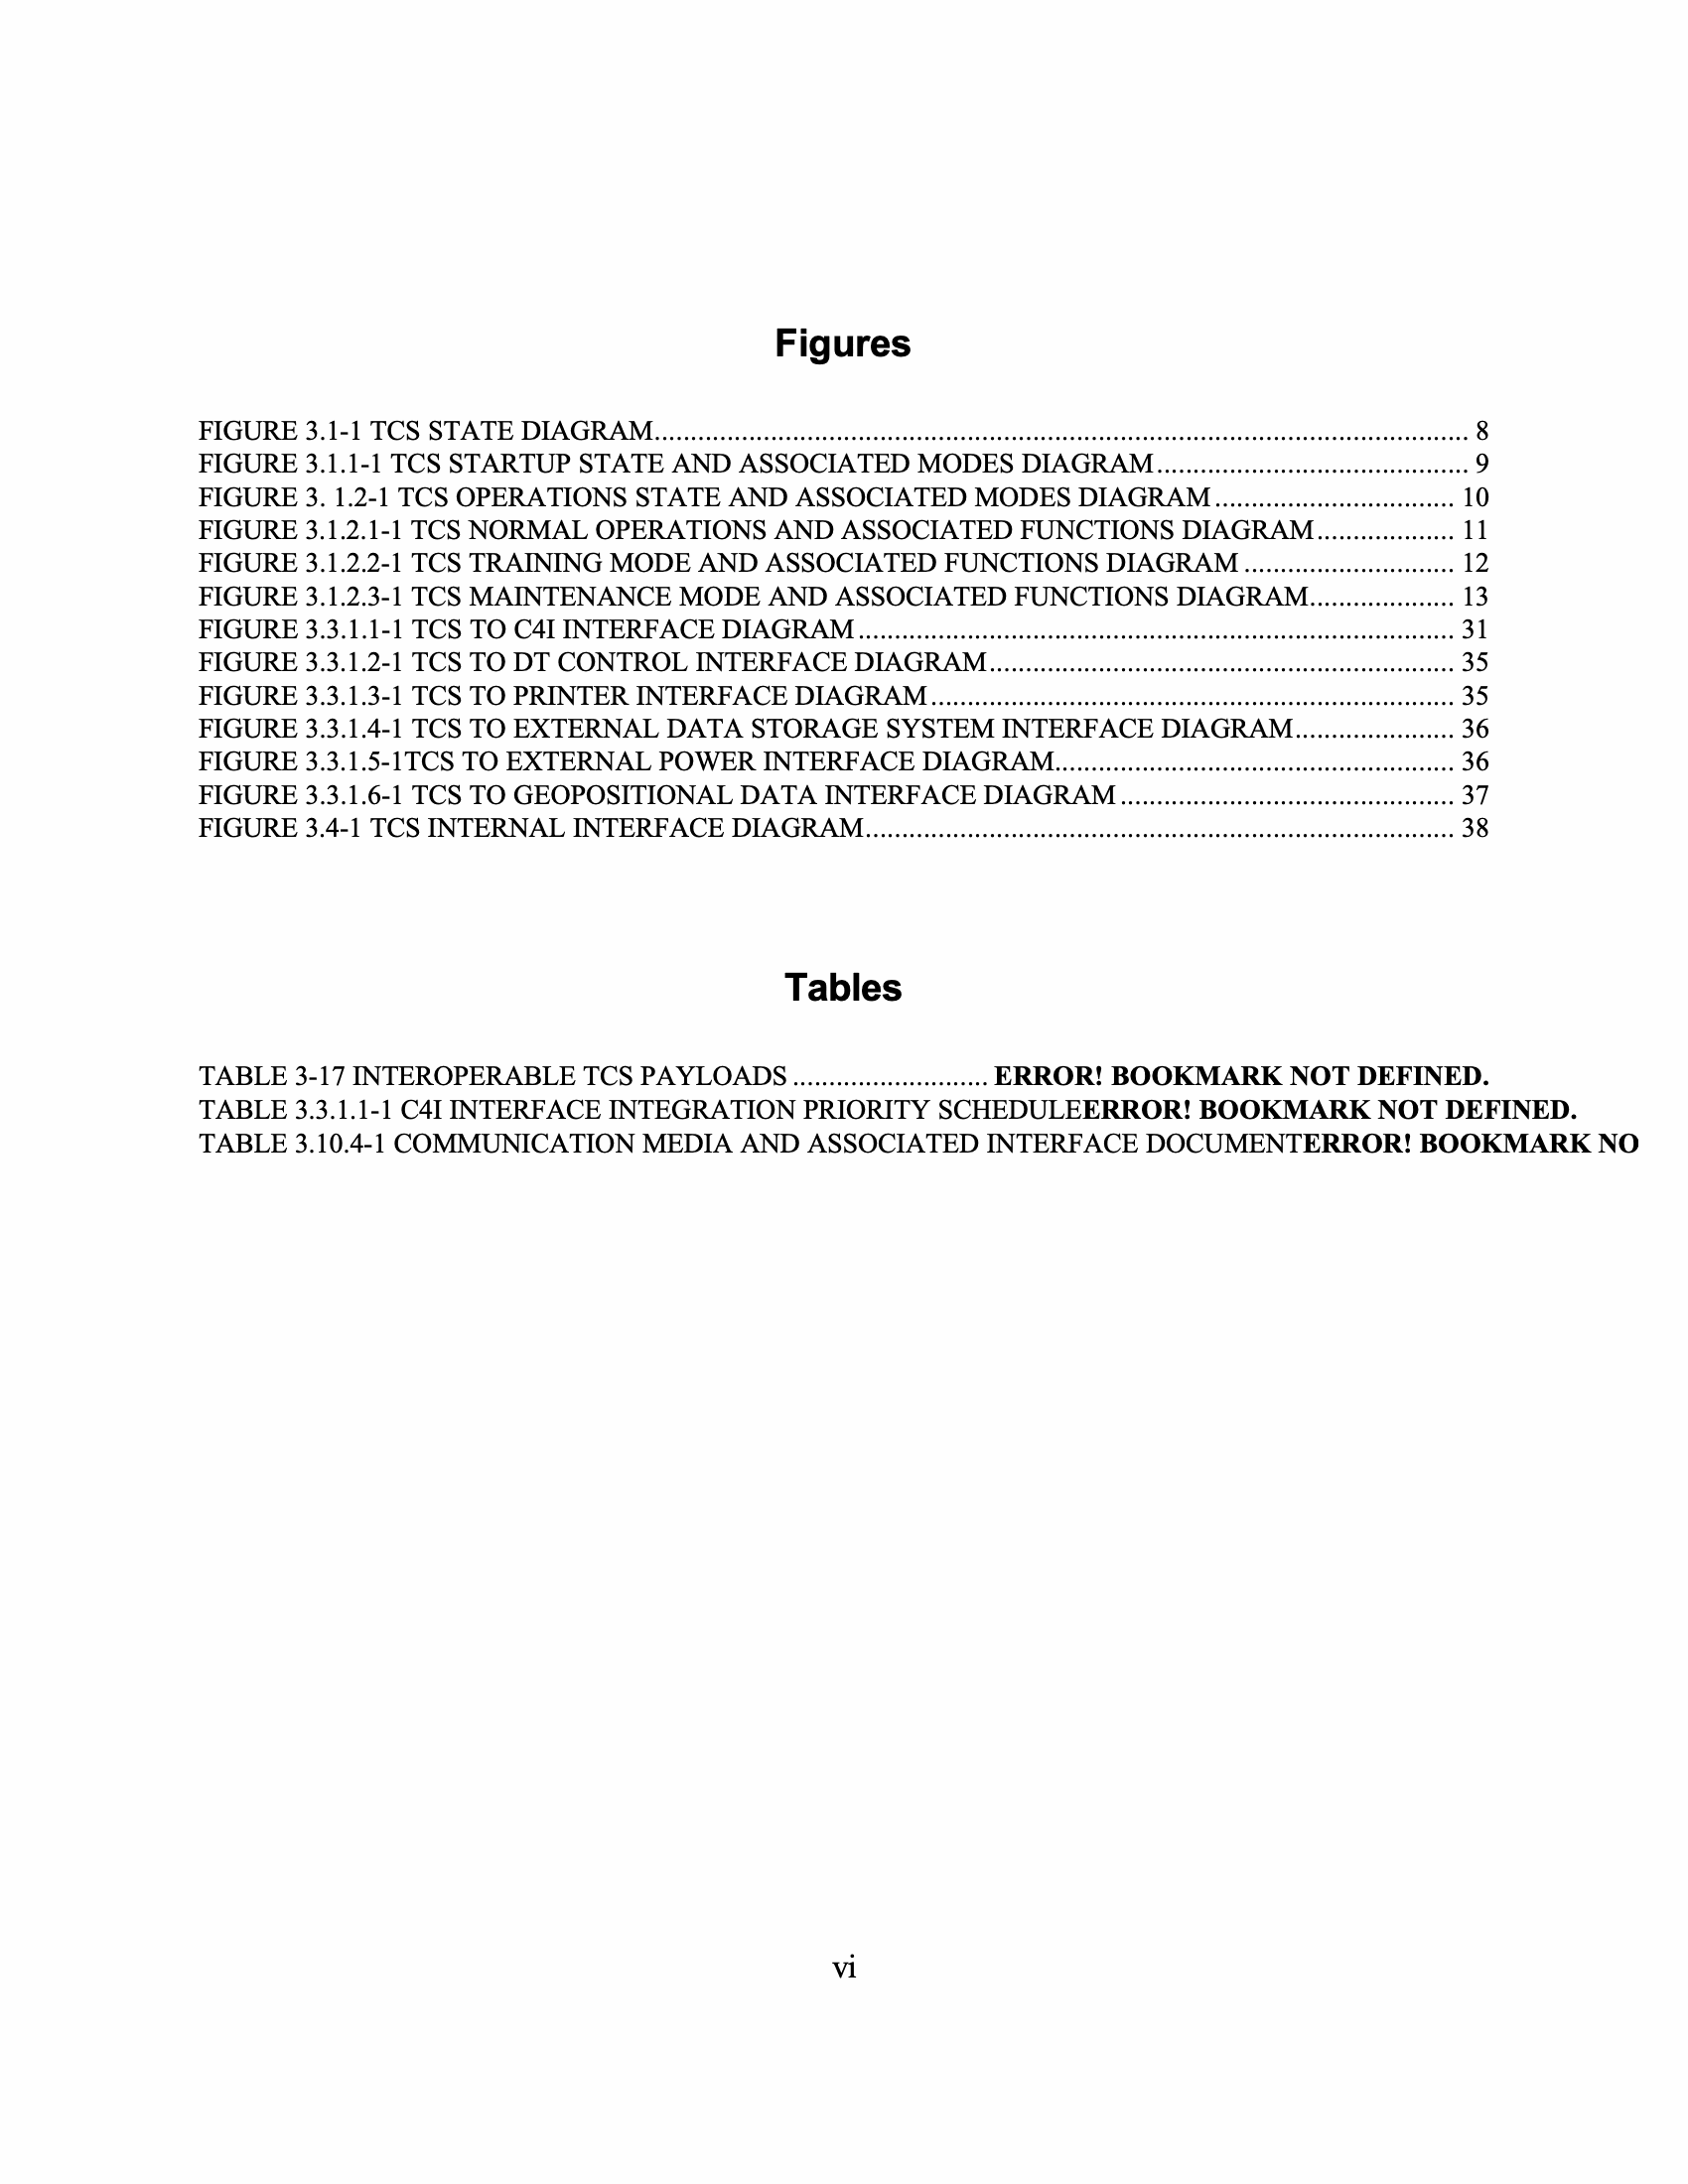 Figures
FIGURE 3.1-1 TCS STATE DIAGRAM................................................................................................................ 8
FIGURE 3.1.1-1 TCS STARTUP STATE AND ASSOCIATED MODES DIAGRAM........................................... 9
FIGURE 3. 1.2-1 TCS OPERATIONS STATE AND ASSOCIATED MODES DIAGRAM ................................. 10
FIGURE 3.1.2.1-1 TCS NORMAL OPERATIONS AND ASSOCIATED FUNCTIONS DIAGRAM................... 11
FIGURE 3.1.2.2-1 TCS TRAINING MODE AND ASSOCIATED FUNCTIONS DIAGRAM ............................. 12
FIGURE 3.1.2.3-1 TCS MAINTENANCE MODE AND ASSOCIATED FUNCTIONS DIAGRAM.................... 13
FIGURE 3.3.1.1-1 TCS TO C4I INTERFACE DIAGRAM .................................................................................. 31
FIGURE 3.3.1.2-1 TCS TO DT CONTROL INTERFACE DIAGRAM................................................................ 35
FIGURE 3.3.1.3-1 TCS TO PRINTER INTERFACE DIAGRAM ........................................................................ 35
FIGURE 3.3.1.4-1 TCS TO EXTERNAL DATA STORAGE SYSTEM INTERFACE DIAGRAM...................... 36
FIGURE 3.3.1.5-1TCS TO EXTERNAL POWER INTERFACE DIAGRAM....................................................... 36
FIGURE 3.3.1.6-1 TCS TO GEOPOSITIONAL DATA INTERFACE DIAGRAM .............................................. 37
FIGURE 3.4-1 TCS INTERNAL INTERFACE DIAGRAM................................................................................. 38
Tables
TABLE 3-17 INTEROPERABLE TCS PAYLOADS ........................... ERROR! BOOKMARK NOT DEFINED.
TABLE 3.3.1.1-1 C4I INTERFACE INTEGRATION PRIORITY SCHEDULEERROR! BOOKMARK NOT DEFINED.
TABLE 3.10.4-1 COMMUNICATION MEDIA AND ASSOCIATED INTERFACE DOCUMENTERROR! BOOKMARK NO
vi